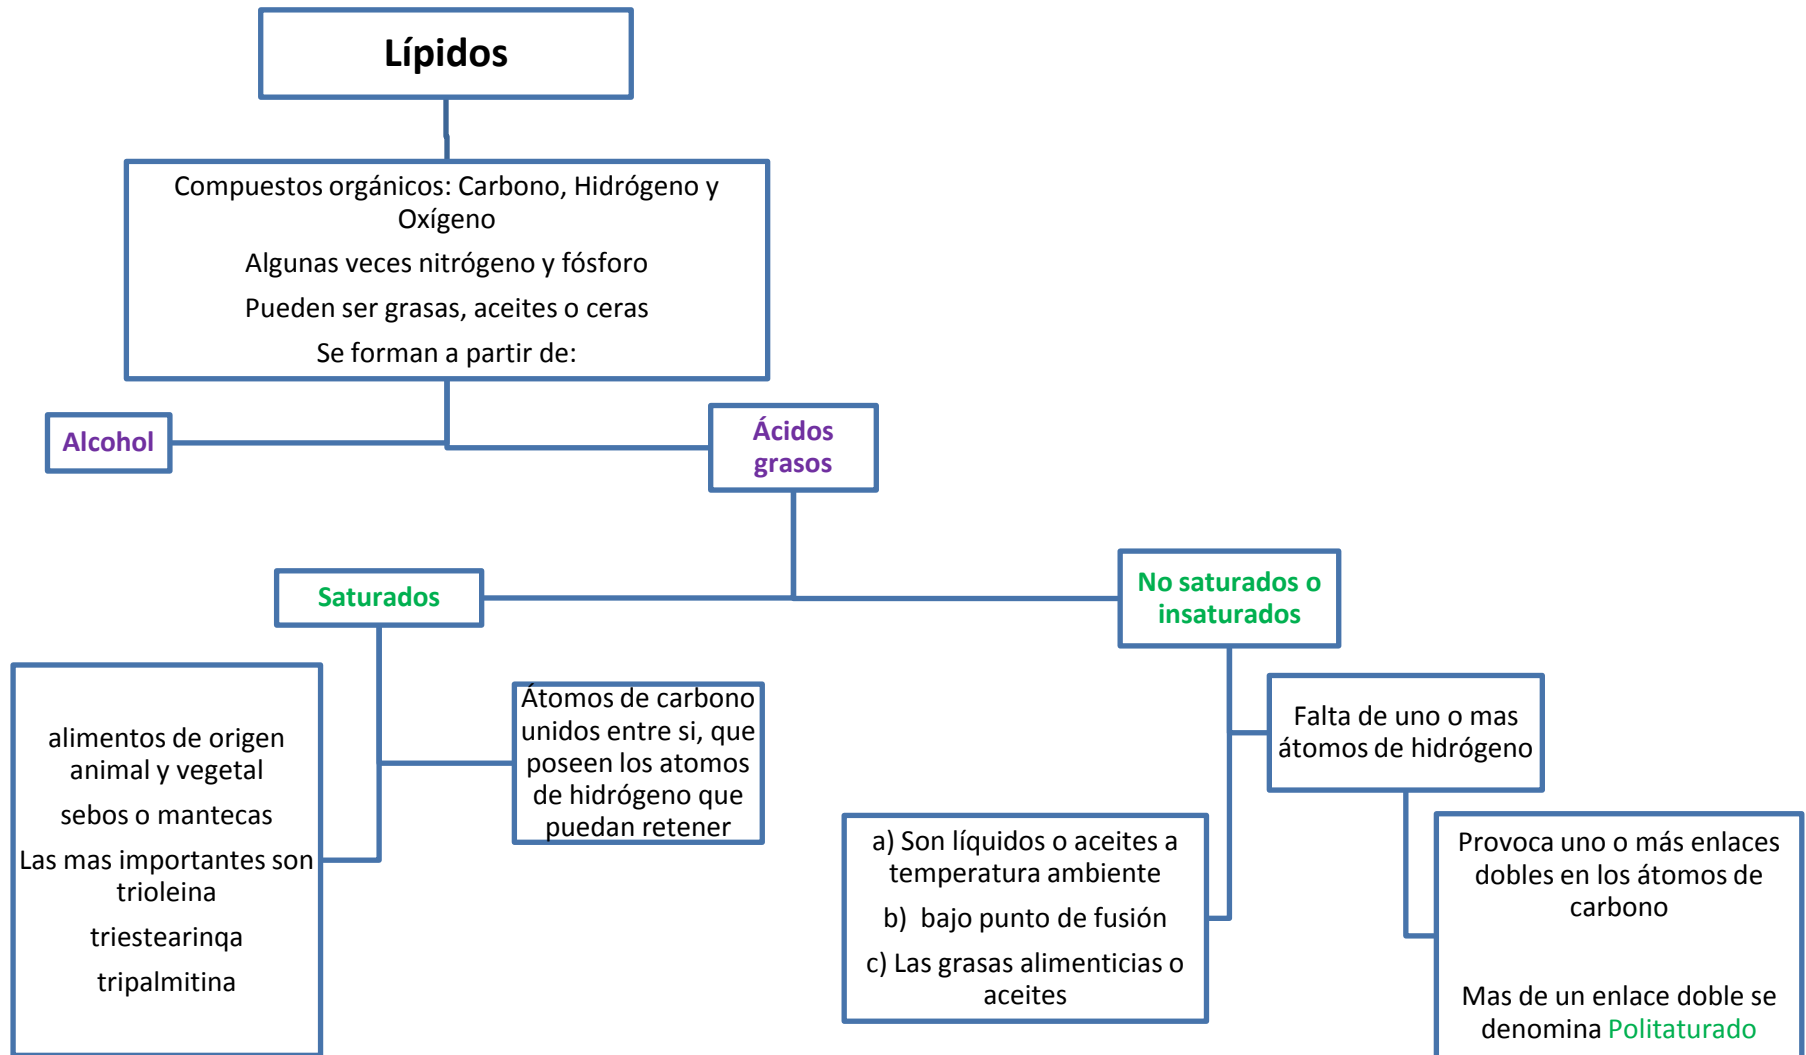 Lípidos
Compuestos orgánicos: Carbono, Hidrógeno y
Oxígeno
Algunas veces nitrógeno y fósforo
Pueden ser grasas, aceites o ceras
Se forman a partir de:
Alcohol
Ácidos
grasos
Saturados
No saturados o
insaturados
alimentos de origen
animal y vegetal
sebos o mantecas
Las mas importantes son
trioleina
triestearinqa
tripalmitina
Átomos de carbono
unidos entre si, que
poseen los atomos
de hidrógeno que
puedan retener
Falta de uno o mas
átomos de hidrógeno
a) Son líquidos o aceites a
temperatura ambiente
b) bajo punto de fusión
c) Las grasas alimenticias o
aceites
Provoca uno o más enlaces
dobles en los átomos de
carbono
Mas de un enlace doble se
denomina Politaturado